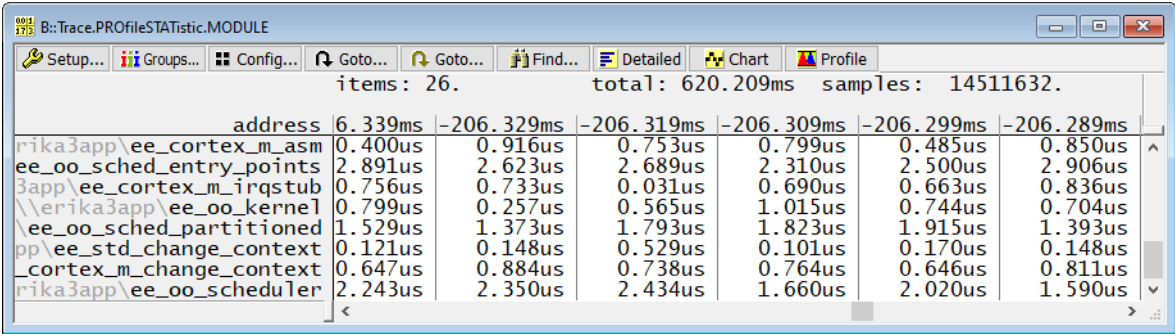 B::Trace.PROfileSTATistic.MODULE
Setup... Groups... Config... Goto... Goto... Find... Detailed Chart Profile
items: 26. total: 620.209ms samples: 14511632.
address |6.339ms |-206.329ms |-206.319ms |-206.309ms |-206.299ms |-206.289ms |
rika3app\ee_cortex_m_asm 0.400us 0.916us 0.753us 0.799us 0.485us 0.850us
ee_oo_sched_entry_points 2.891us 2.623us 2.689us 2.310us 2.500us 2.906us
3app\ee_cortex_m_irqstub 0.756us 0.733us 0.031us 0.690us 0.663us 0.836us
\\erika3app\ee_oo_kernel 0.799us 0.257us 0.565us 1.015us 0.744us 0.704us
\ee_oo_sched_partitioned 1.529us 1.373us 1.793us 1.823us 1.915us 1.393us
pp\ee_std_change_context 0.121us 0.148us 0.529us 0.101us 0.170us 0.148us
_cortex_m_change_context 0.647us 0.884us 0.738us 0.764us 0.646us 0.811us
rika3app\ee_oo_scheduler 2.243us 2.350us 2.434us 1.660us 2.020us 1.590us